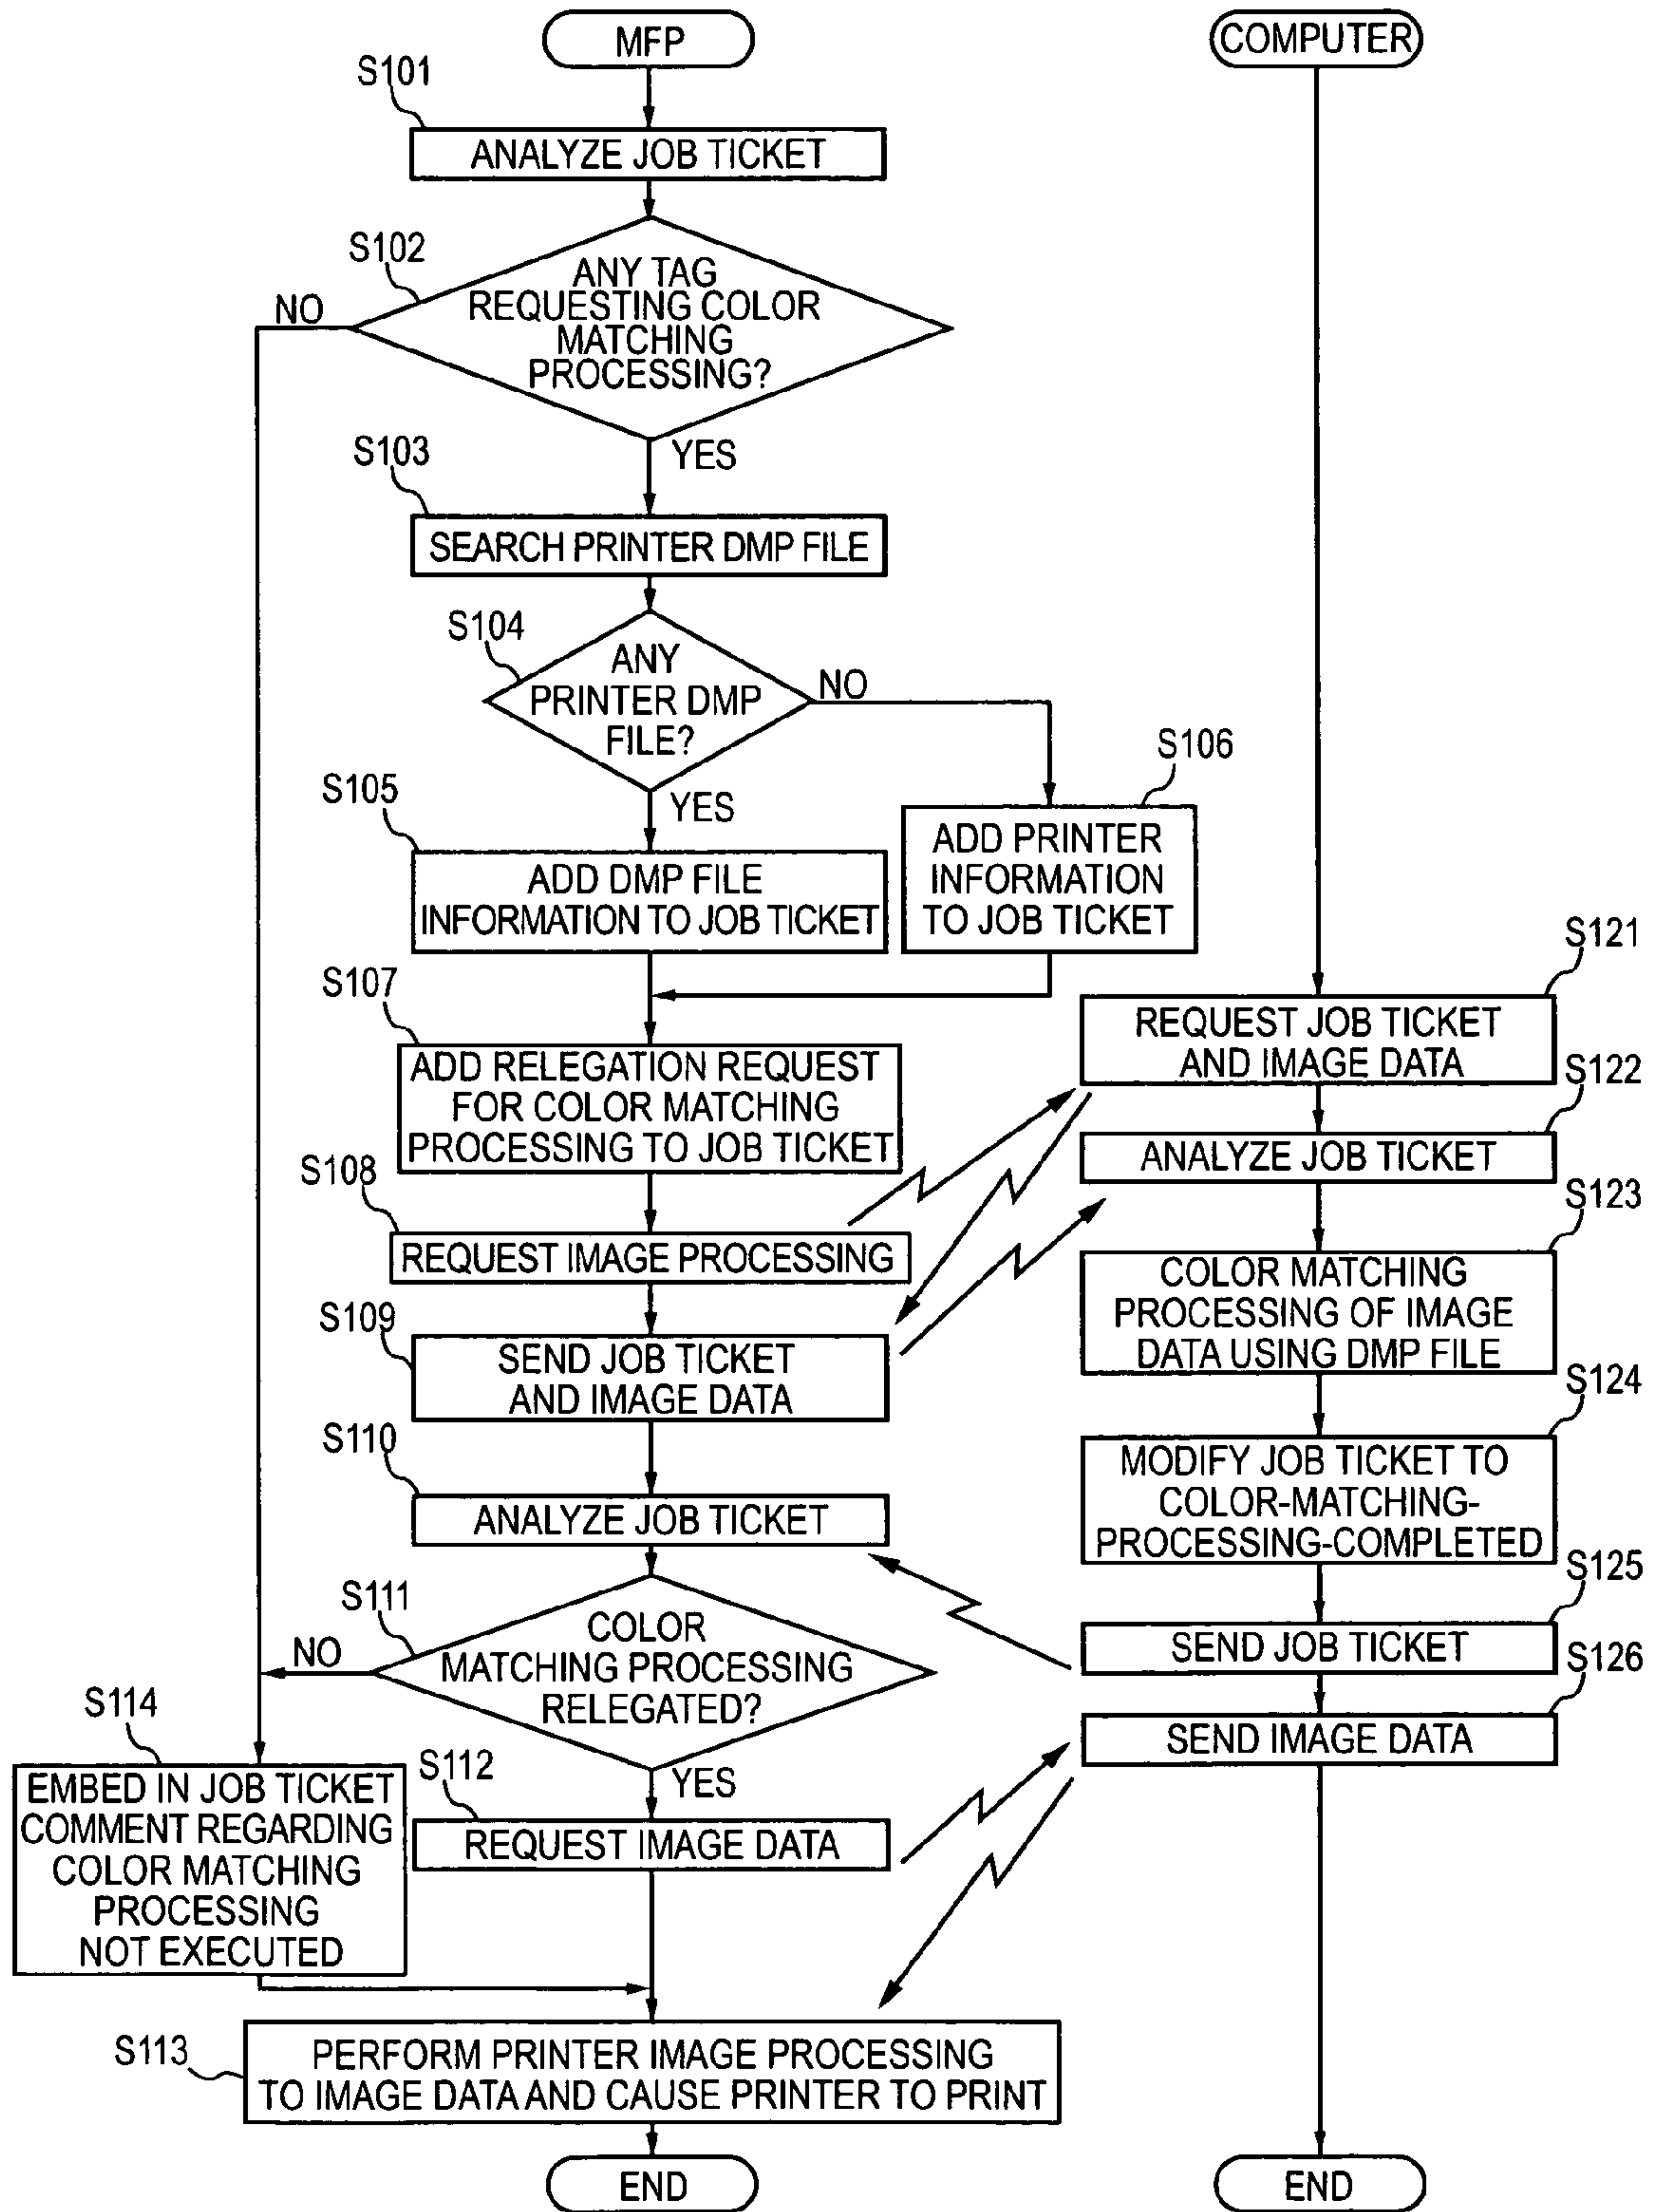 MFP
COMPUTER
S101
ANALYZE JOB TICKET
S102
ANY TAG
REQUESTING COLOR
MATCHING
PROCESSING?
NO
YES
S103
SEARCH PRINTER DMP FILE
S104
ANY
PRINTER DMP
FILE?
NO
YES
S105
ADD DMP FILE
INFORMATION TO JOB TICKET
S106
ADD PRINTER
INFORMATION
TO JOB TICKET
S107
ADD RELEGATION REQUEST
FOR COLOR MATCHING
PROCESSING TO JOB TICKET
S108
REQUEST IMAGE PROCESSING
S109
SEND JOB TICKET
AND IMAGE DATA
S110
ANALYZE JOB TICKET
S111
COLOR
MATCHING PROCESSING
RELEGATED?
NO
YES
S114
EMBED IN JOB TICKET
COMMENT REGARDING
COLOR MATCHING
PROCESSING
NOT EXECUTED
S112
REQUEST IMAGE DATA
S113
PERFORM PRINTER IMAGE PROCESSING
TO IMAGE DATA AND CAUSE PRINTER TO PRINT
END
S121
REQUEST JOB TICKET
AND IMAGE DATA
S122
ANALYZE JOB TICKET
S123
COLOR MATCHING
PROCESSING OF IMAGE
DATA USING DMP FILE
S124
MODIFY JOB TICKET TO
COLOR-MATCHING-
PROCESSING-COMPLETED
S125
SEND JOB TICKET
S126
SEND IMAGE DATA
END